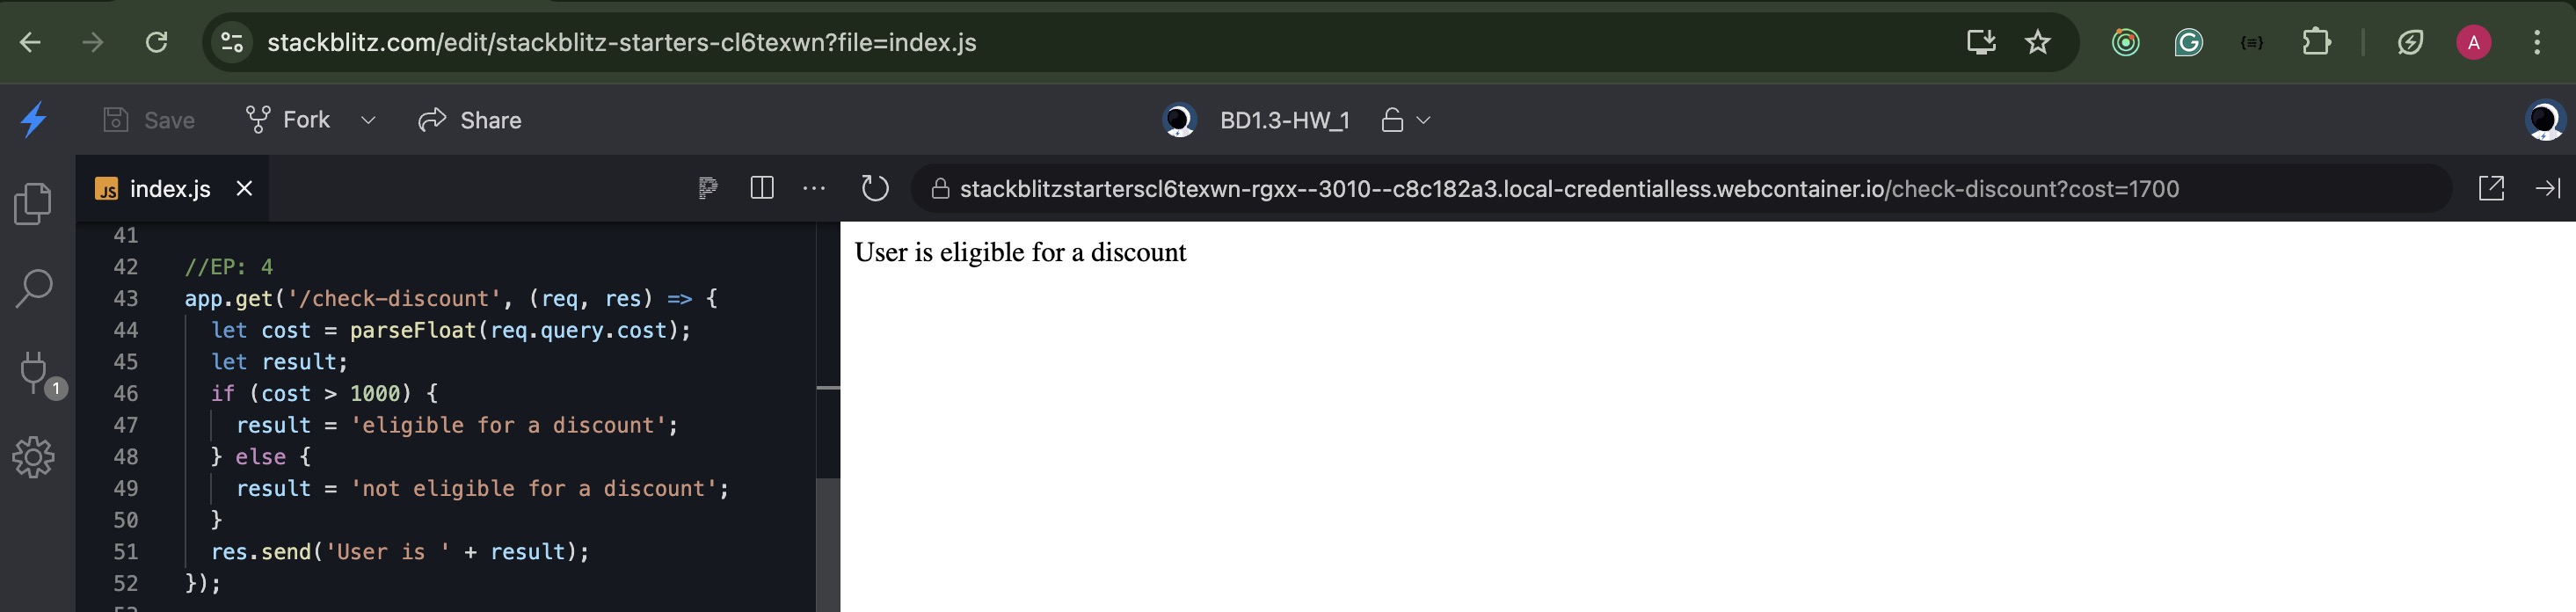 stackblitz.com/edit/stackblitz-starters-cl6texwn?file=index.js
A
Save
Fork
Share
BD1.3-HW_1
JS index.js
stackblitzstarterscl6texwn-rgxx--3010--c8c182a3.local-credentialless.webcontainer.io/check-discount?cost=1700
1
41
42 //EP: 4
43 app.get('/check-discount', (req, res) => {
44 let cost = parseFloat(req.query.cost);
45 let result;
46 if (cost > 1000) {
47 result = 'eligible for a discount';
48 } else {
49 result = 'not eligible for a discount';
50 }
51 res.send('User is ' + result);
52 });
User is eligible for a discount